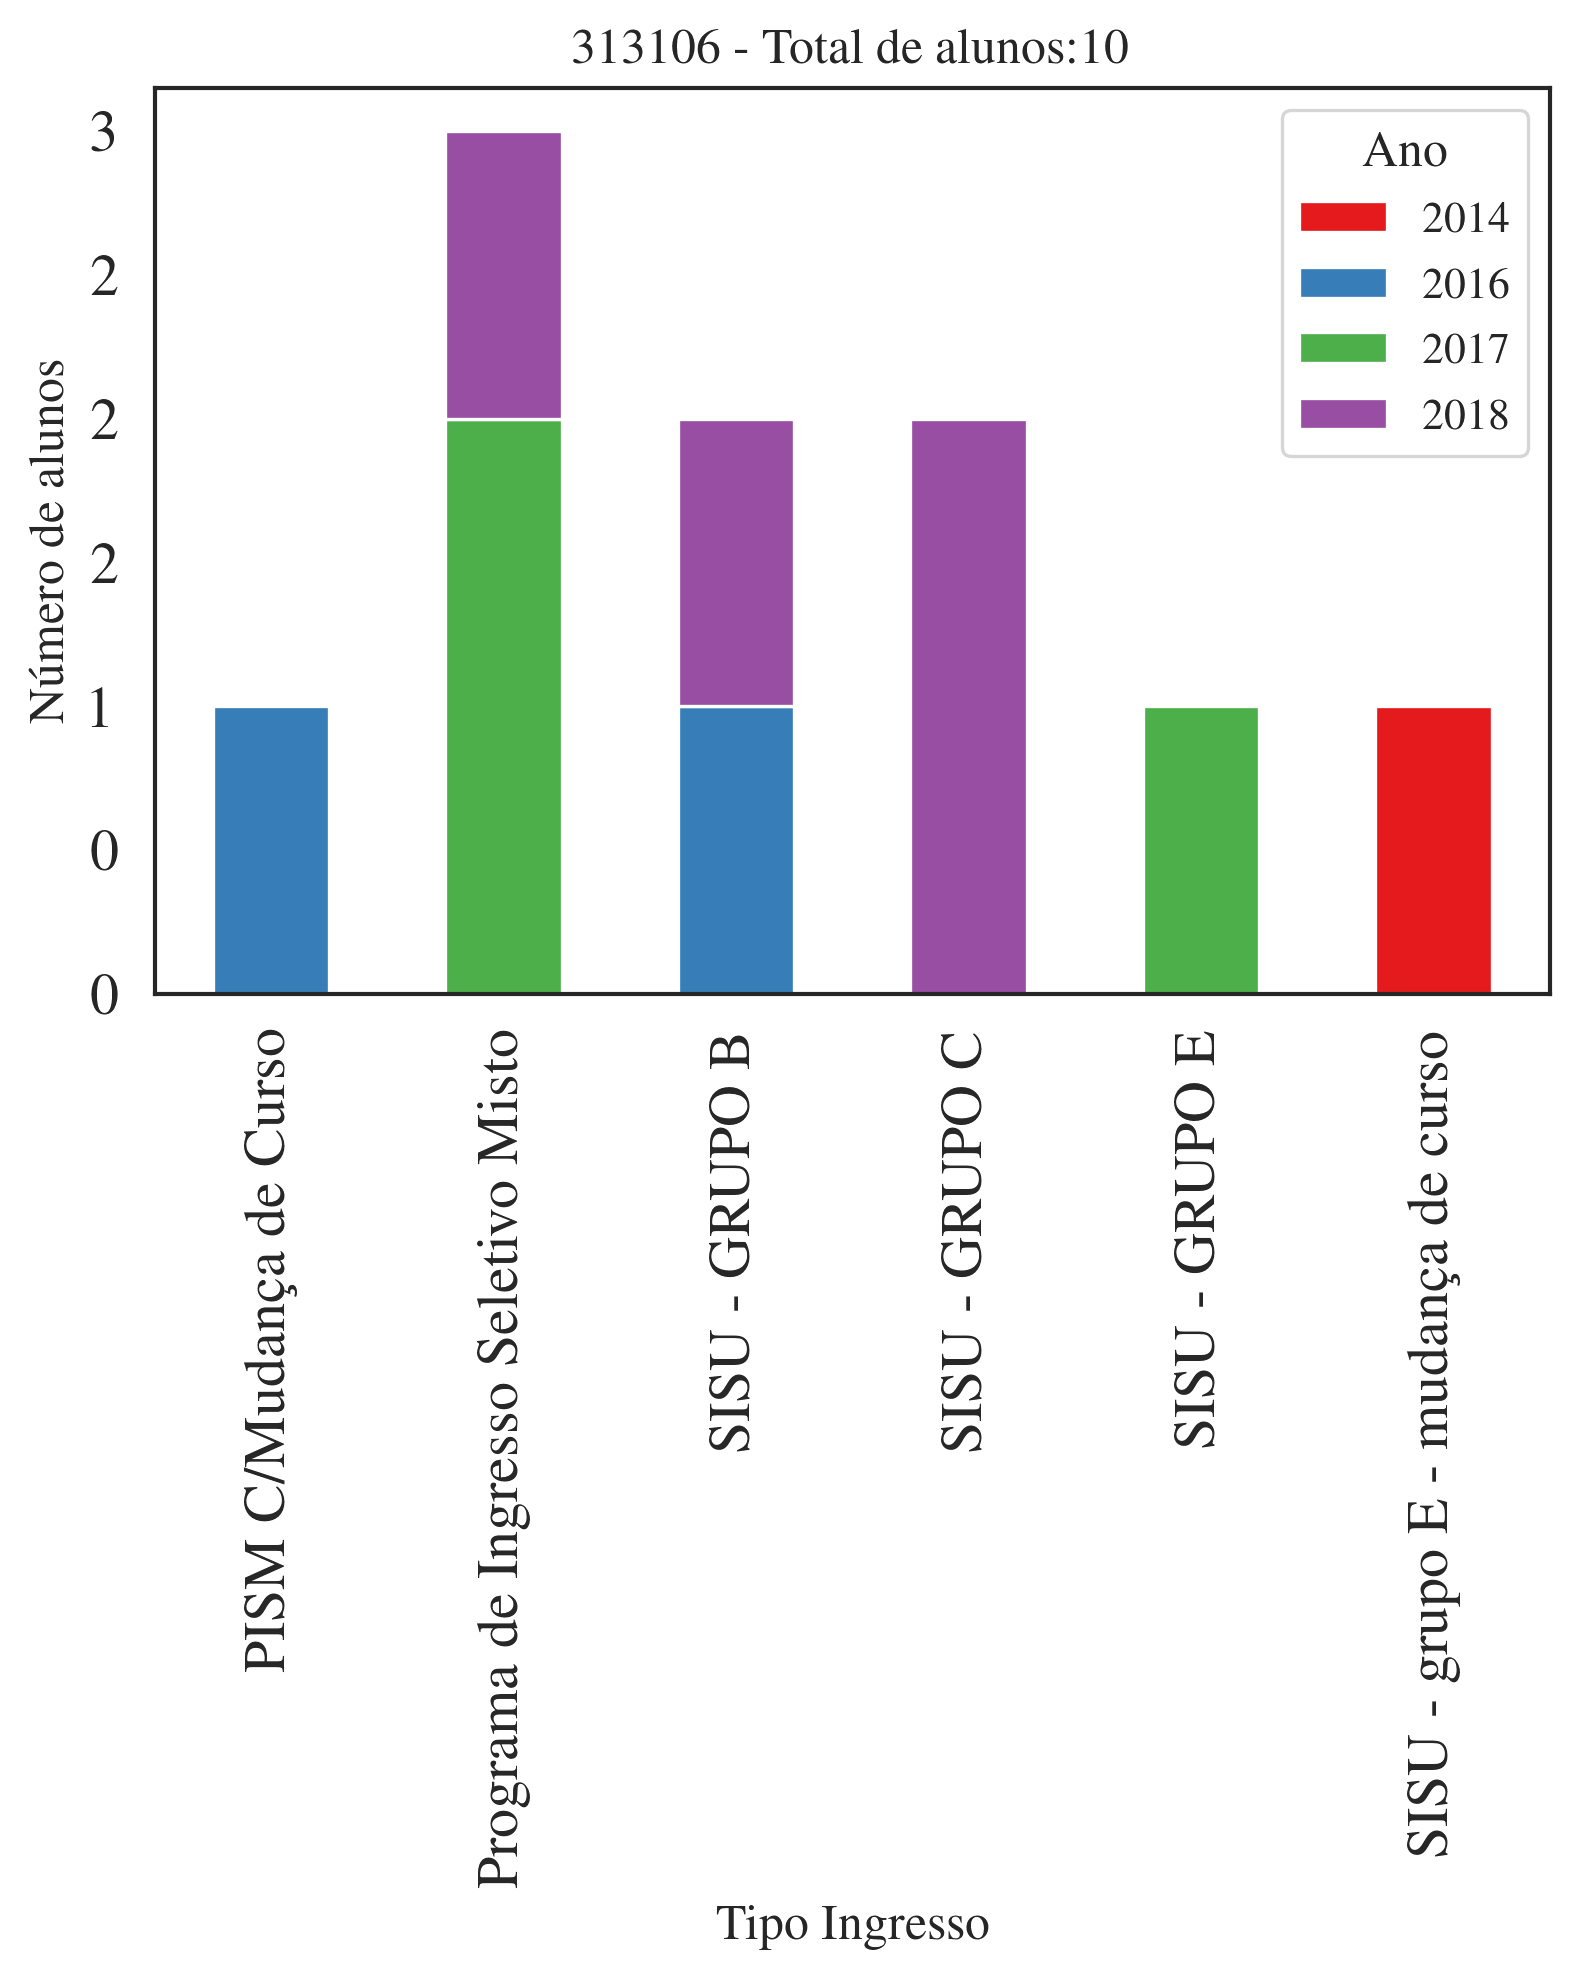 313106 - Total de alunos:10
Número de alunos
3
2
2
2
1
0
0
Ano
2014
2016
2017
2018
PISM C/Mudança de Curso
Programa de Ingresso Seletivo Misto
SISU - GRUPO B
SISU - GRUPO C
SISU - GRUPO E
SISU - grupo E - mudança de curso
Tipo Ingresso